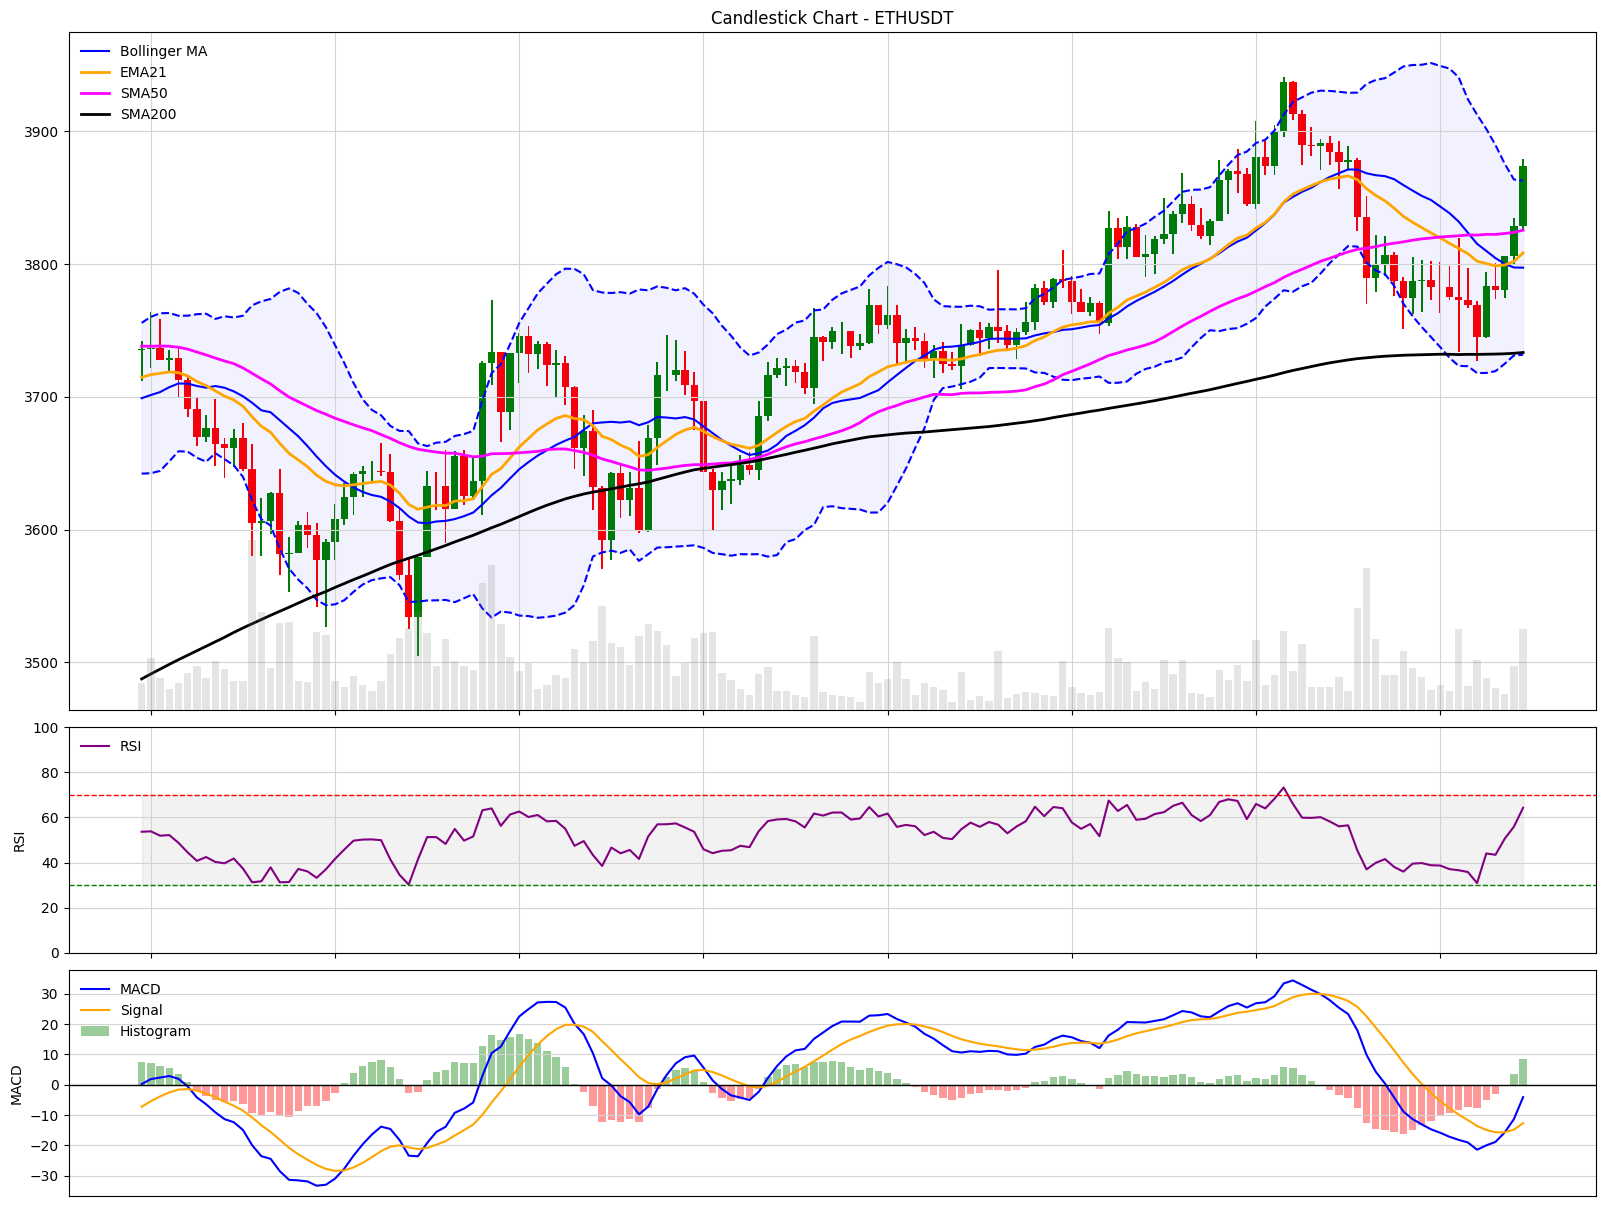 Candlestick Chart - ETHUSDT
Bollinger MA
EMA21
SMA50
SMA200
3900
3800
3700
3600
3500
RSI
100
80
60
40
20
0
RSI
MACD
Signal
Histogram
30
20
10
0
−10
−20
−30
MACD